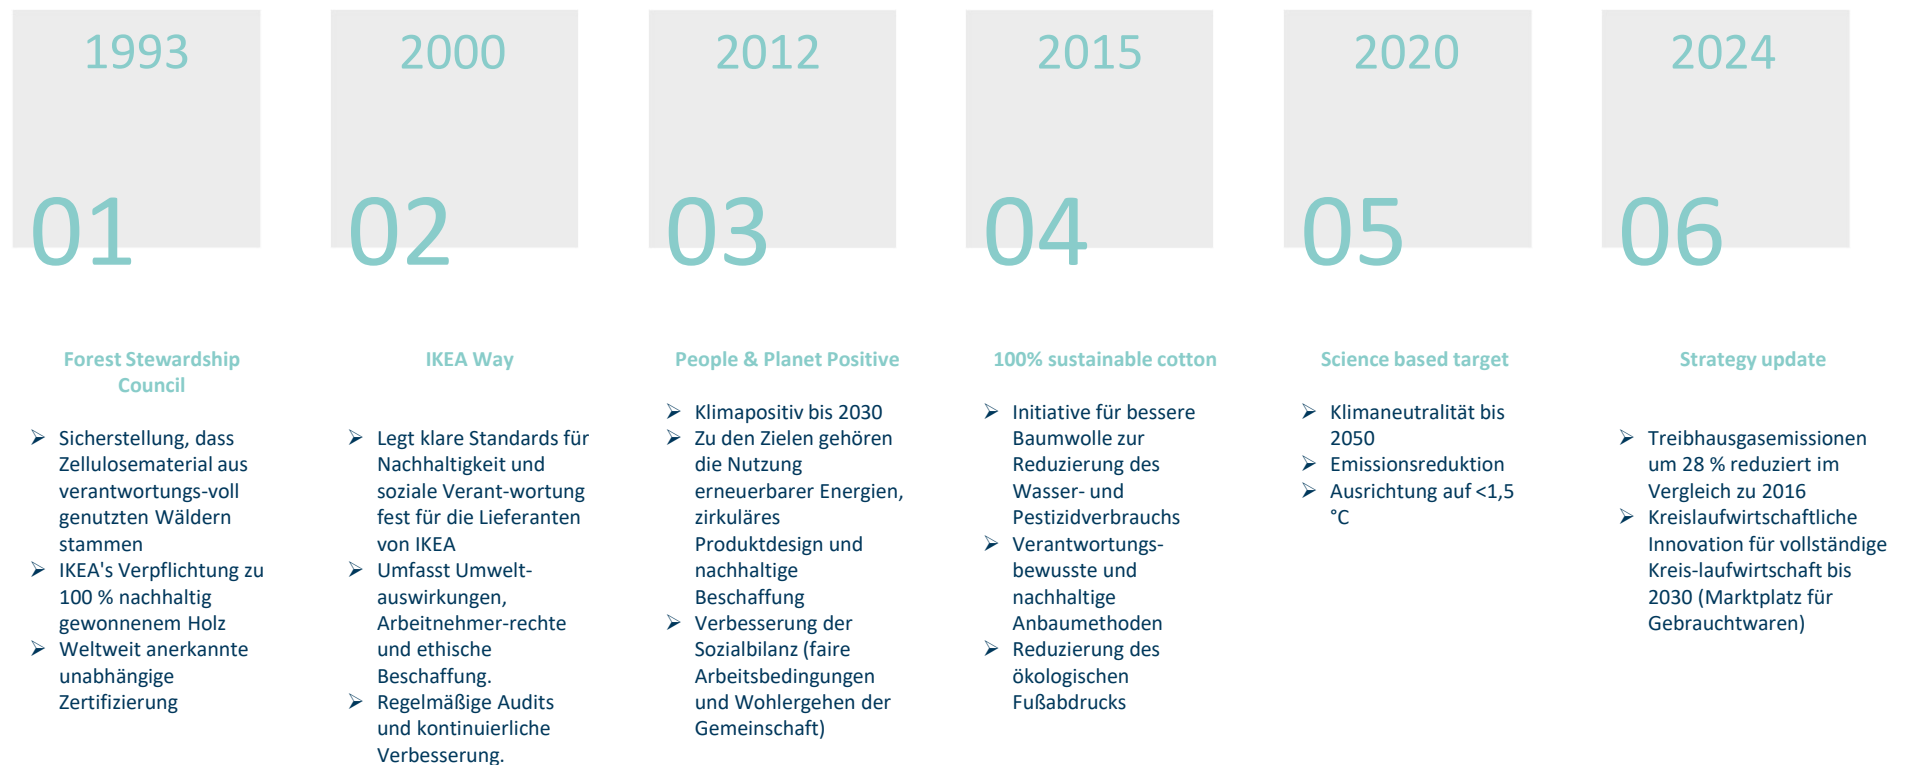 1993
01
Forest Stewardship
Council
➢ Sicherstellung, dass
Zellulosematerial aus
verantwortungs-voll
genutzten Wäldern
stammen
➢ IKEA's Verpflichtung zu
100 % nachhaltig
gewonnenem Holz
➢ Weltweit anerkannte
unabhängige
Zertifizierung
2000
02
IKEA Way
➢ Legt klare Standards für
Nachhaltigkeit und
soziale Verant-wortung
fest für die Lieferanten
von IKEA
➢ Umfasst Umwelt-
auswirkungen,
Arbeitnehmer-rechte
und ethische
Beschaffung.
➢ Regelmäßige Audits
und kontinuierliche
Verbesserung.
2012
03
People & Planet Positive
➢ Klimapositiv bis 2030
➢ Zu den Zielen gehören
die Nutzung
erneuerbarer Energien,
zirkuläres
Produktdesign und
nachhaltige
Beschaffung
➢ Verbesserung der
Sozialbilanz (faire
Arbeitsbedingungen
und Wohlergehen der
Gemeinschaft)
2015
04
100% sustainable cotton
➢ Initiative für bessere
Baumwolle zur
Reduzierung des
Wasser- und
Pestizidverbrauchs
➢ Verantwortungs-
bewusste und
nachhaltige
Anbaumethoden
➢ Reduzierung des
ökologischen
Fußabdrucks
2020
05
Science based target
➢ Klimaneutralität bis
2050
➢ Emissionsreduktion
➢ Ausrichtung auf <1,5
°C
2024
06
Strategy update
➢ Treibhausgasemissionen
um 28 % reduziert im
Vergleich zu 2016
➢ Kreislaufwirtschaftliche
Innovation für vollständige
Kreis-laufwirtschaft bis
2030 (Marktplatz für
Gebrauchtwaren)